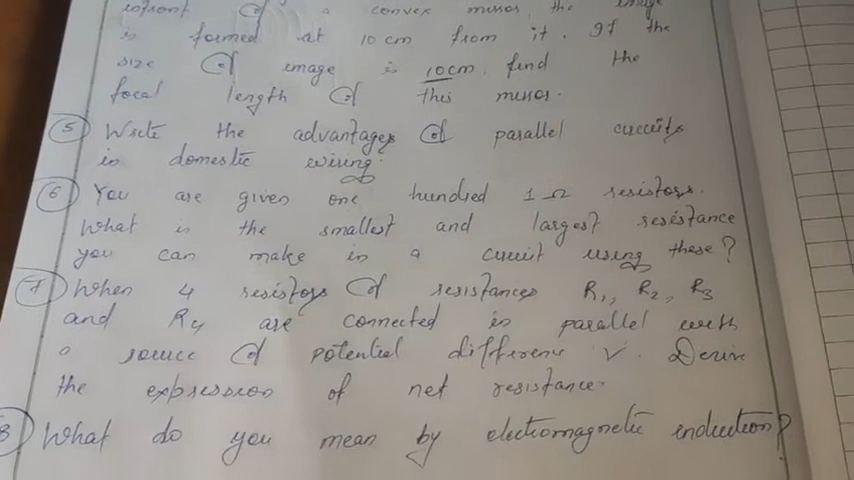 infront of a convex mirror, the image
is formed at 10 cm from it. If the
size of image is 10cm, find the
focal length of this mirror.
5 Write the advantages of parallel circuits
in domestic wiring.
6 You are given one hundred 1 Ω resistors.
What is the smallest and largest resistance
you can make in a circuit using these?
7 When 4 resistors of resistances R1, R2, R3
and R4 are connected in parallel with
a source of potential difference V. Derive
the expression of net resistance.
8 What do you mean by electromagnetic induction?